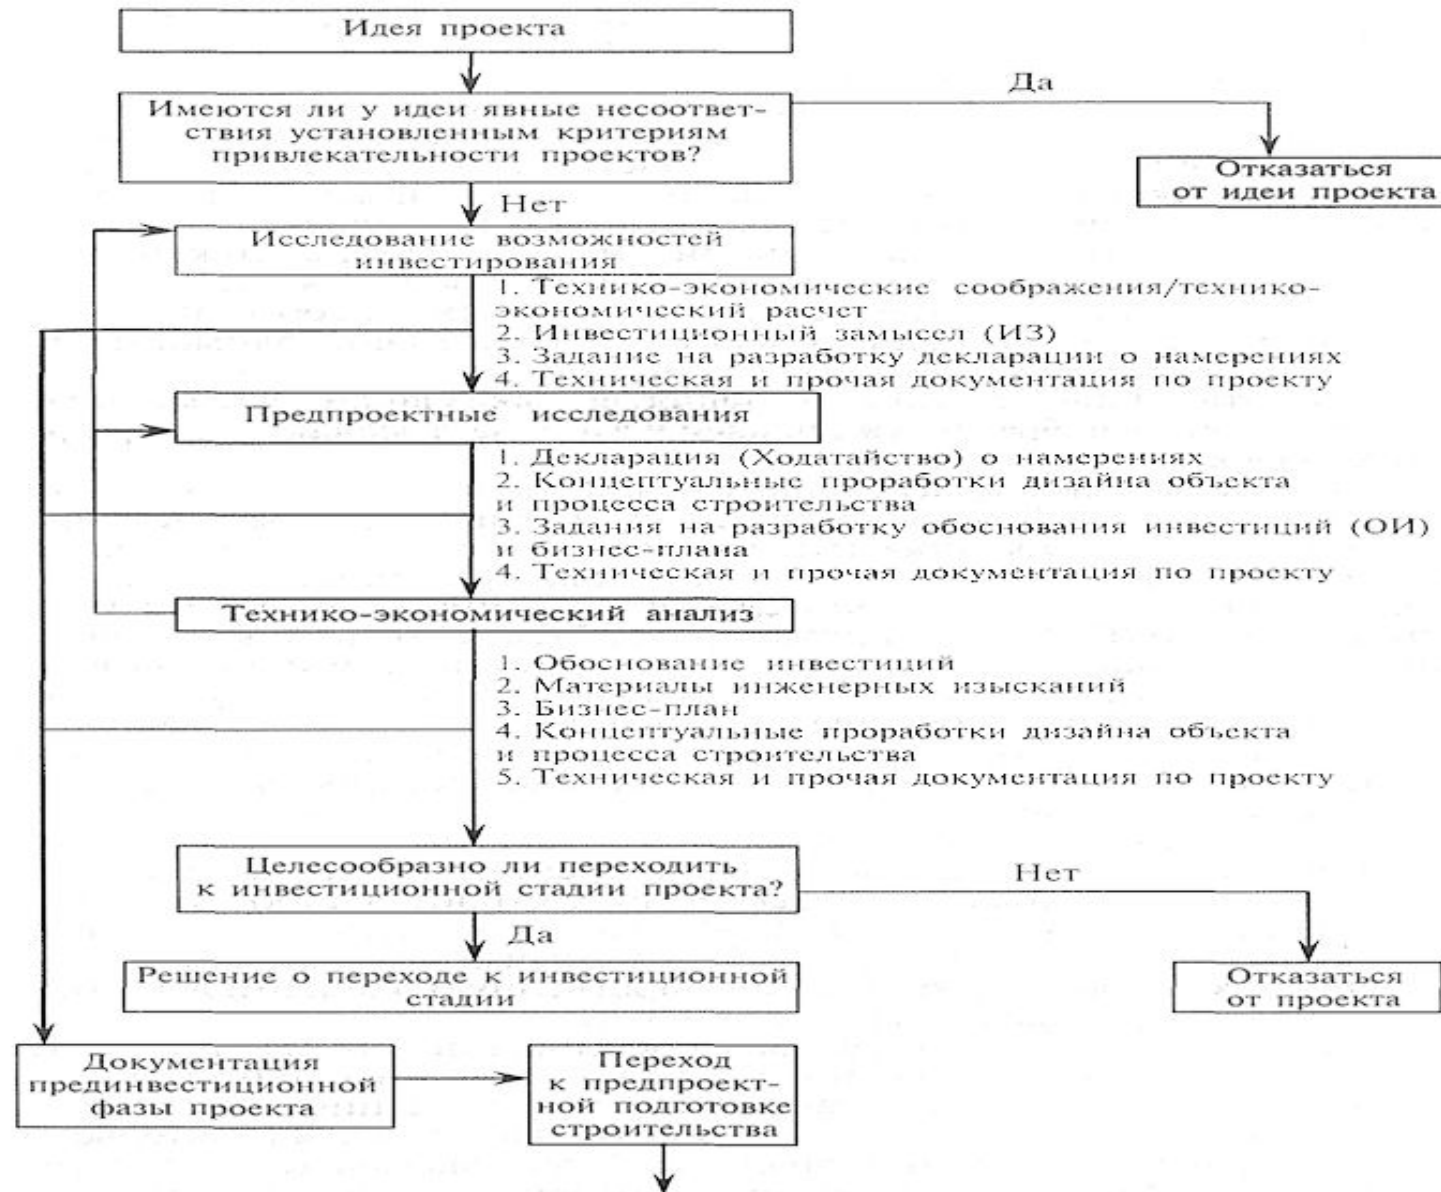 Идея проекта
Да
Имеются ли у идеи явные несоответ-
ствия установленным критериям
привлекательности проектов?
Отказаться
от идеи проекта
Нет
Исследование возможностей
инвестирования
1. Технико-экономические соображения/технико-
экономический расчет
2. Инвестиционный замысел (ИЗ)
3. Задание на разработку декларации о намерениях
4. Техническая и прочая документация по проекту
Предпроектные исследования
1. Декларация (Ходатайство) о намерениях
2. Концептуальные проработки дизайна объекта
и процесса строительства
3. Задания на разработку обоснования инвестиций (ОИ)
и бизнес-плана
4. Техническая и прочая документация по проекту
Технико-экономический анализ
1. Обоснование инвестиций
2. Материалы инженерных изысканий
3. Бизнес-план
4. Концептуальные проработки дизайна объекта
и процесса строительства
5. Техническая и прочая документация по проекту
Целесообразно ли переходить
к инвестиционной стадии проекта?
Нет
Да
Решение о переходе к инвестиционной
стадии
Отказаться
от проекта
Документация
прединвестиционной
фазы проекта
Переход
к предпроект-
ной подготовке
строительства